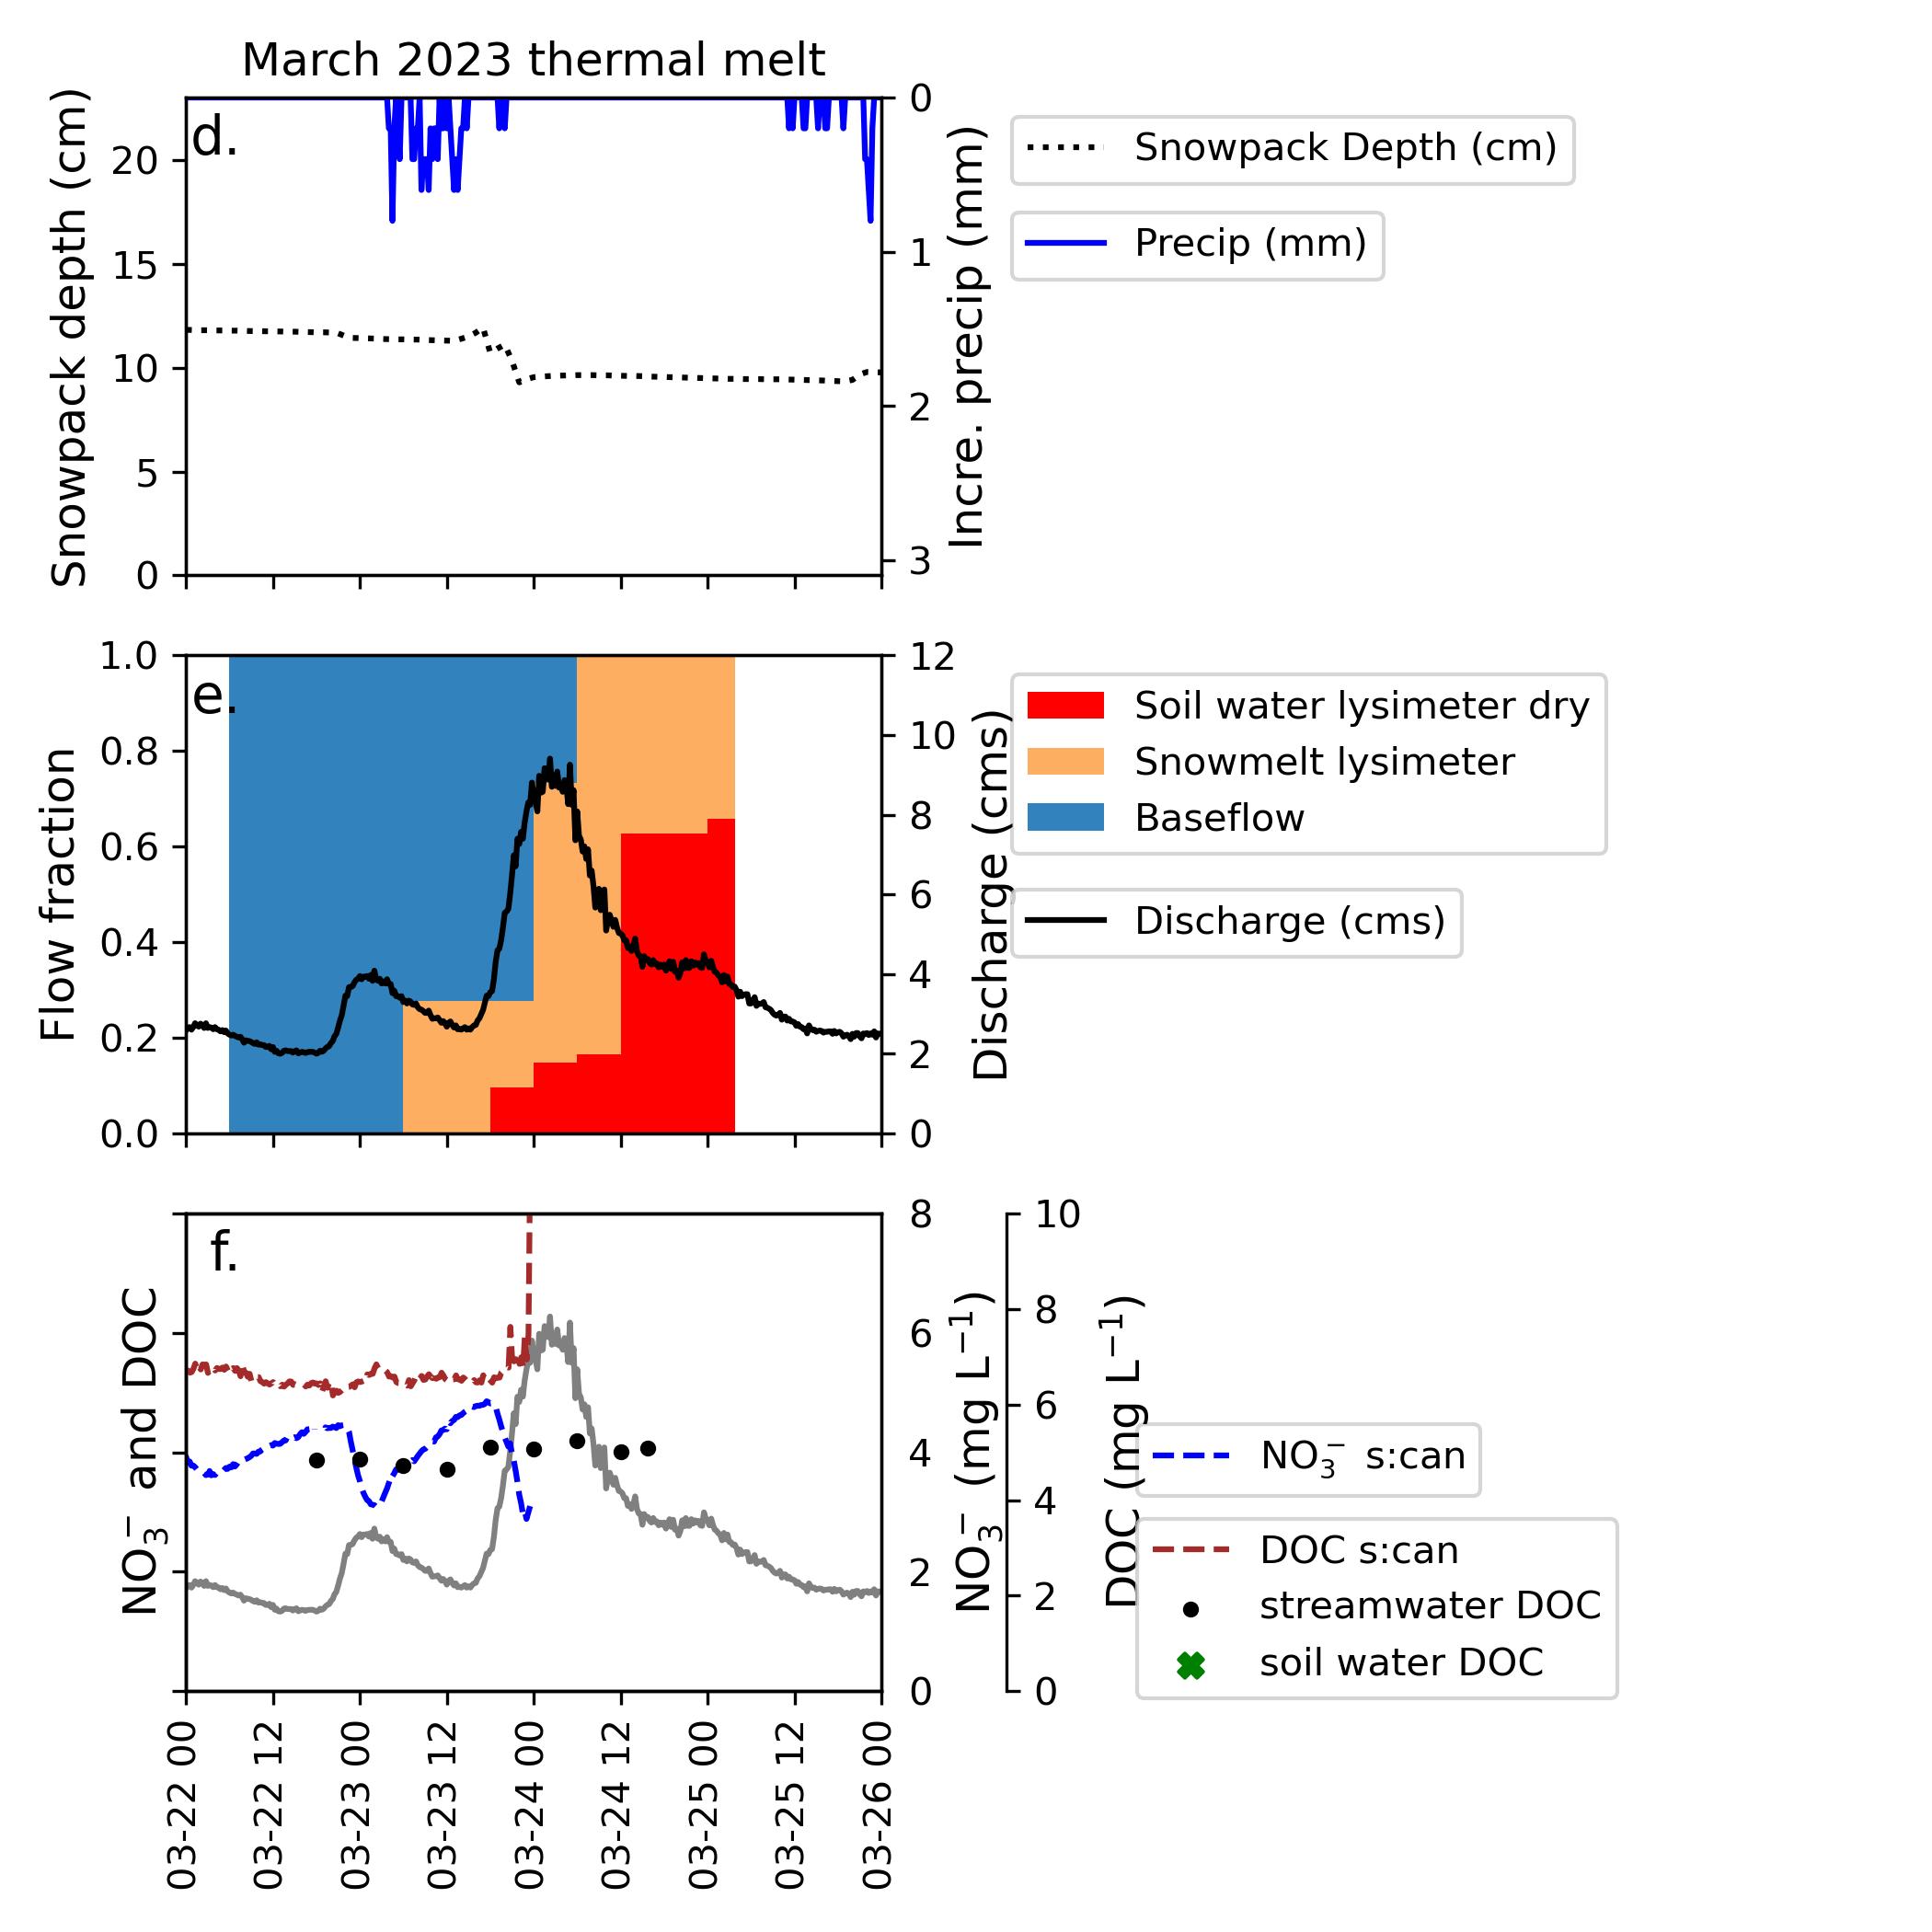 March 2023 thermal melt
d.
Snowpack depth (cm)
20
15
10
5
0
0
1
2
3
Incre. precip (mm)
Snowpack Depth (cm)
Precip (mm)
e.
Flow fraction
1.0
0.8
0.6
0.4
0.2
0.0
12
10
8
6
4
2
0
Discharge (cms)
Soil water lysimeter dry
Snowmelt lysimeter
Baseflow
Discharge (cms)
f.
NO₃⁻ and DOC
8
6
4
2
0
NO₃⁻ (mg L⁻¹)
10
8
6
4
2
0
DOC (mg L⁻¹)
NO₃⁻ s:can
DOC s:can
streamwater DOC
soil water DOC
03-22 00
03-22 12
03-23 00
03-23 12
03-24 00
03-24 12
03-25 00
03-25 12
03-26 00